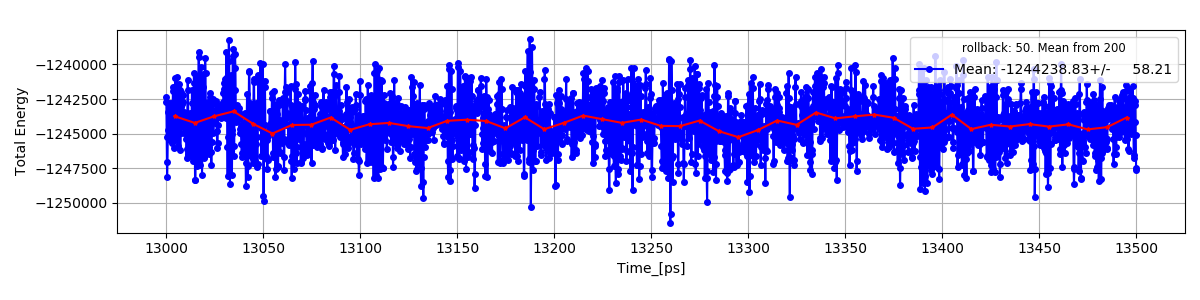 rollback: 50. Mean from 200
Mean: -1244238.83+/-     58.21
Total Energy
−1240000
−1242500
−1245000
−1247500
−1250000
13000 13050 13100 13150 13200 13250 13300 13350 13400 13450 13500
Time_[ps]